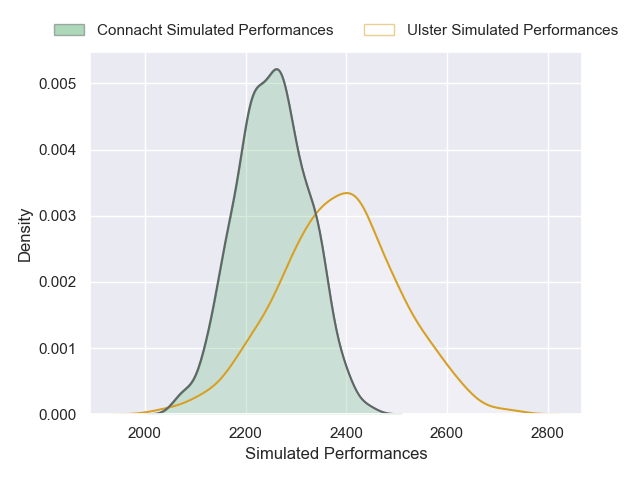 Connacht Simulated Performances Ulster Simulated Performances
0.005
0.004
0.003
0.002
0.001
0.000
Density
2000 2200 2400 2600 2800
Simulated Performances